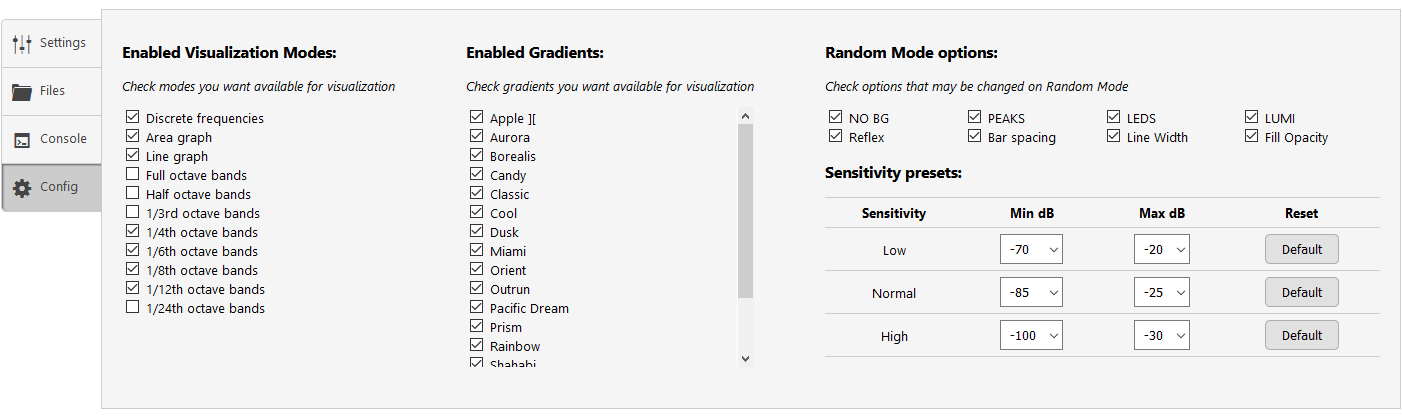 Settings
Files
Console
Config
Enabled Visualization Modes:
Check modes you want available for visualization
Discrete frequencies
Area graph
Line graph
Full octave bands
Half octave bands
1/3rd octave bands
1/4th octave bands
1/6th octave bands
1/8th octave bands
1/12th octave bands
1/24th octave bands
Enabled Gradients:
Check gradients you want available for visualization
Apple ][
Aurora
Borealis
Candy
Classic
Cool
Dusk
Miami
Orient
Outrun
Pacific Dream
Prism
Rainbow
Shahabi
Random Mode options:
Check options that may be changed on Random Mode
NO BG PEAKS LEDS LUMI
Reflex Bar spacing Line Width Fill Opacity
Sensitivity presets:
Sensitivity Min dB Max dB Reset
Low -70 -20 Default
Normal -85 -25 Default
High -100 -30 Default